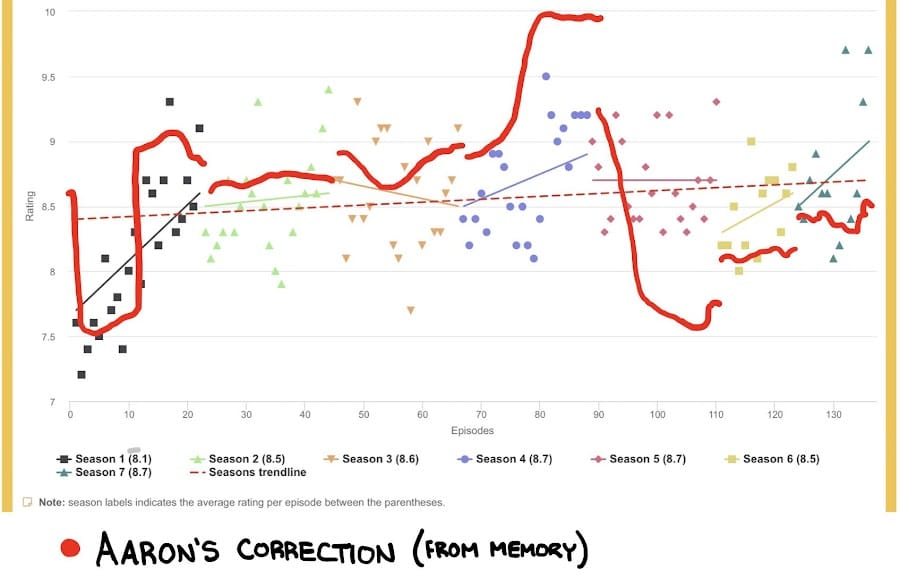 10
9.5
9
8.5
8
7.5
7
Rating
0 10 20 30 40 50 60 70 80 90 100 110 120 130
Episodes
Season 1 (8.1) Season 2 (8.5) Season 3 (8.6) Season 4 (8.7) Season 5 (8.7) Season 6 (8.5)
Season 7 (8.7) Seasons trendline
Note: season labels indicates the average rating per episode between the parentheses.
AARON'S CORRECTION (FROM MEMORY)